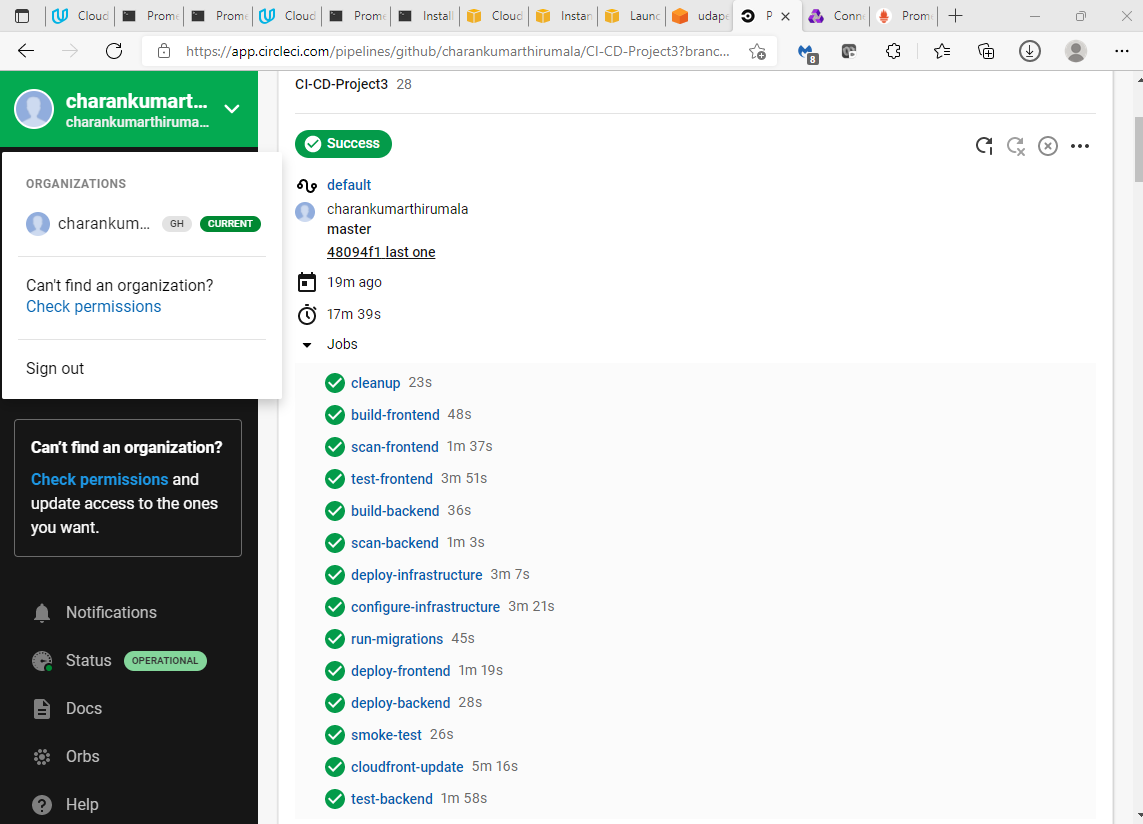 Cloud
Prome
Prome
Cloud
Prome
Install
Cloud
Instan
Launc
udape
P
Conne
Prom
https://app.circleci.com/pipelines/github/charankumarthirumala/CI-CD-Project3?branc...
8
charankumart...
charankumarthiruma...
ORGANIZATIONS
charankum... GH CURRENT
Can't find an organization?
Check permissions
Sign out
Can't find an organization?
Check permissions and
update access to the ones
you want.
Notifications
Status OPERATIONAL
Docs
Orbs
Help
CI-CD-Project3 28
Success
default
charankumarthirumala
master
48094f1 last one
19m ago
17m 39s
Jobs
cleanup 23s
build-frontend 48s
scan-frontend 1m 37s
test-frontend 3m 51s
build-backend 36s
scan-backend 1m 3s
deploy-infrastructure 3m 7s
configure-infrastructure 3m 21s
run-migrations 45s
deploy-frontend 1m 19s
deploy-backend 28s
smoke-test 26s
cloudfront-update 5m 16s
test-backend 1m 58s